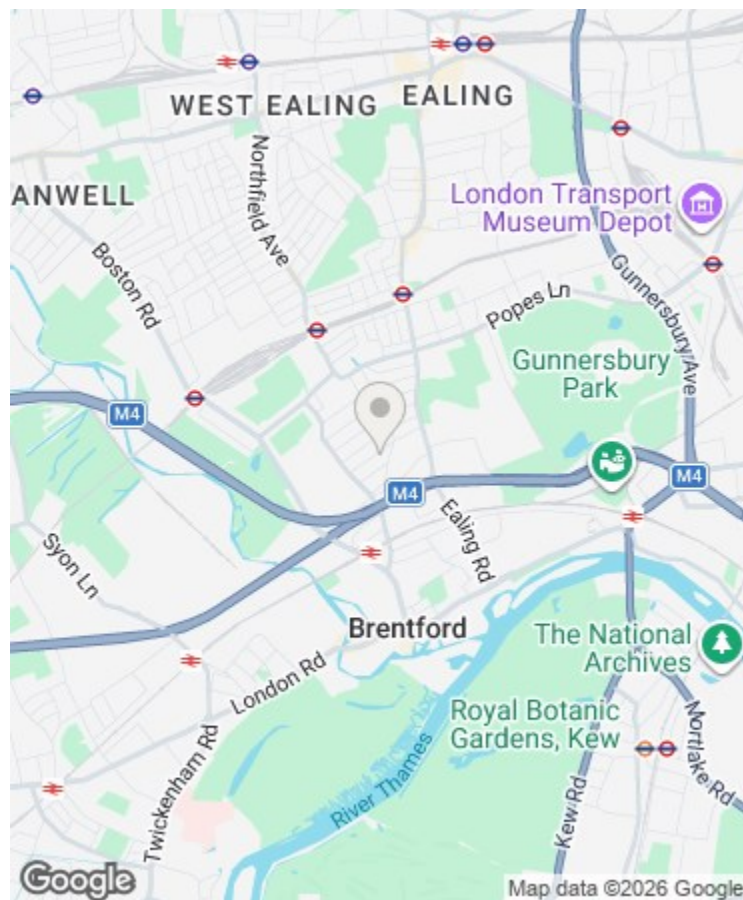 WEST EALING
EALING
ANWELL
Northfield Ave
London Transport
Museum Depot
Boston Rd
Gunnersbury Ave
Popes Ln
Gunnersbury
Park
M4
M4
M4
Ealing Rd
Syon Ln
Brentford
The National
Archives
London Rd
Royal Botanic
Gardens, Kew
Mortlake Rd
River Thames
Twickenham Rd
Kew Rd
Google
Map data ©2026 Google